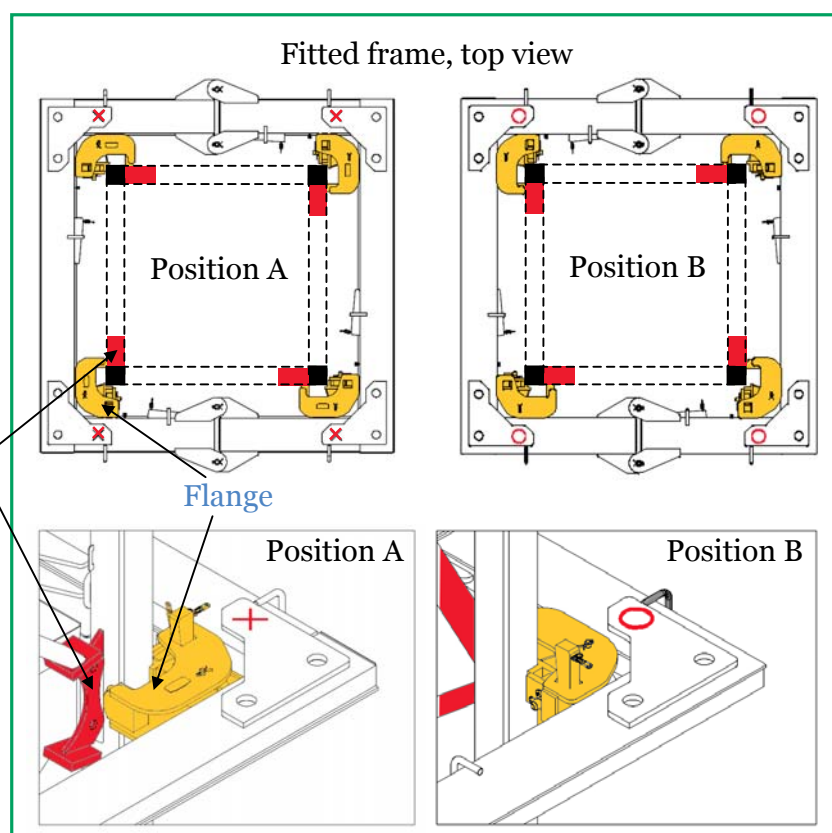 Fitted frame, top view
Position A
Position B
Flange
Position A
Position B